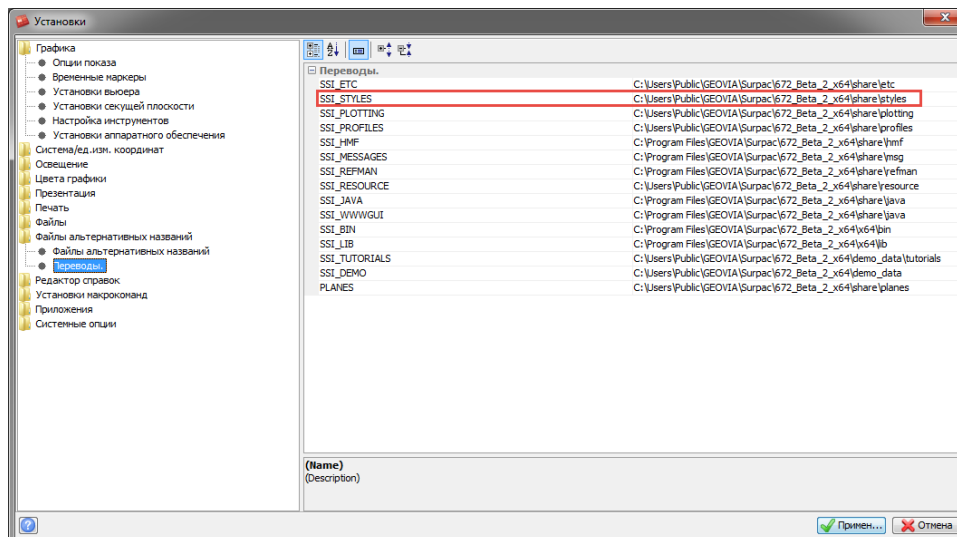 Установки
Графика
Опции показа
Временные маркеры
Установки вьюера
Установки секущей плоскости
Настройка инструментов
Установки аппаратного обеспечения
Система/ед.изм. координат
Освещение
Цвета графики
Презентация
Печать
Файлы
Файлы альтернативных названий
Файлы альтернативных названий
Переводы.
Редактор справок
Установки макрокоманд
Приложения
Системные опции
Переводы.
SSI_ETC C:\Users\Public\GEOVIA\Surpac\672_Beta_2_x64\share\etc
SSI_STYLES C:\Users\Public\GEOVIA\Surpac\672_Beta_2_x64\share\styles
SSI_PLOTTING C:\Users\Public\GEOVIA\Surpac\672_Beta_2_x64\share\plotting
SSI_PROFILES C:\Users\Public\GEOVIA\Surpac\672_Beta_2_x64\share\profiles
SSI_HMF C:\Program Files\GEOVIA\Surpac\672_Beta_2_x64\share\hmf
SSI_MESSAGES C:\Program Files\GEOVIA\Surpac\672_Beta_2_x64\share\msg
SSI_REFMAN C:\Program Files\GEOVIA\Surpac\672_Beta_2_x64\share\refman
SSI_RESOURCE C:\Users\Public\GEOVIA\Surpac\672_Beta_2_x64\share\resource
SSI_JAVA C:\Program Files\GEOVIA\Surpac\672_Beta_2_x64\share\java
SSI_WWWGUI C:\Program Files\GEOVIA\Surpac\672_Beta_2_x64\share\java
SSI_BIN C:\Program Files\GEOVIA\Surpac\672_Beta_2_x64\x64\bin
SSI_LIB C:\Program Files\GEOVIA\Surpac\672_Beta_2_x64\x64\lib
SSI_TUTORIALS C:\Users\Public\GEOVIA\Surpac\672_Beta_2_x64\demo_data\tutorials
SSI_DEMO C:\Users\Public\GEOVIA\Surpac\672_Beta_2_x64\demo_data
PLANES C:\Users\Public\GEOVIA\Surpac\672_Beta_2_x64\share\planes
(Name)
(Description)
Примен...
Отмена